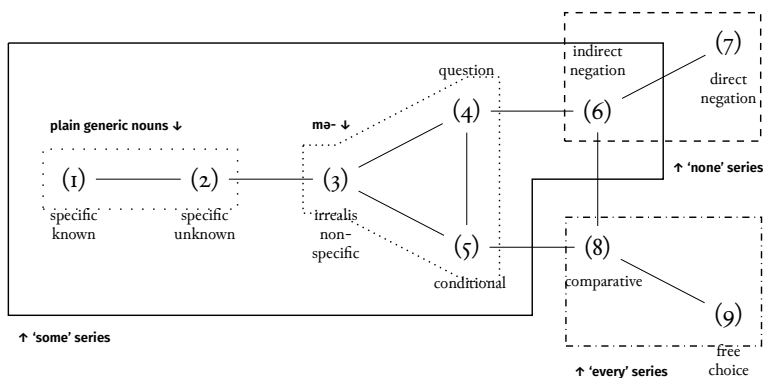 (7)
indirect
negation
direct
negation
question
(4)
(6)
plain generic nouns ↓
mə- ↓
↑ ‘none’ series
(1)
(2)
(3)
specific
known
specific
unknown
irrealis
non-
specific
(5)
(8)
conditional
comparative
(9)
↑ ‘some’ series
free
choice
↑ ‘every’ series